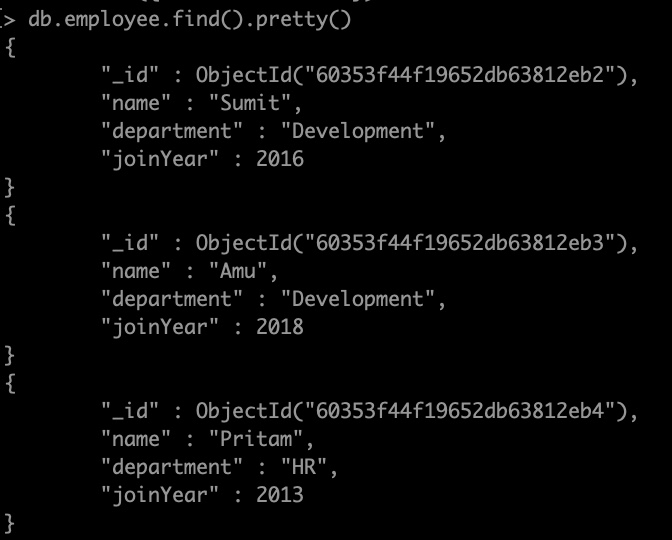 > db.employee.find().pretty()
{
"_id" : ObjectId("60353f44f19652db63812eb2"),
"name" : "Sumit",
"department" : "Development",
"joinYear" : 2016
}
{
"_id" : ObjectId("60353f44f19652db63812eb3"),
"name" : "Amu",
"department" : "Development",
"joinYear" : 2018
}
{
"_id" : ObjectId("60353f44f19652db63812eb4"),
"name" : "Pritam",
"department" : "HR",
"joinYear" : 2013
}